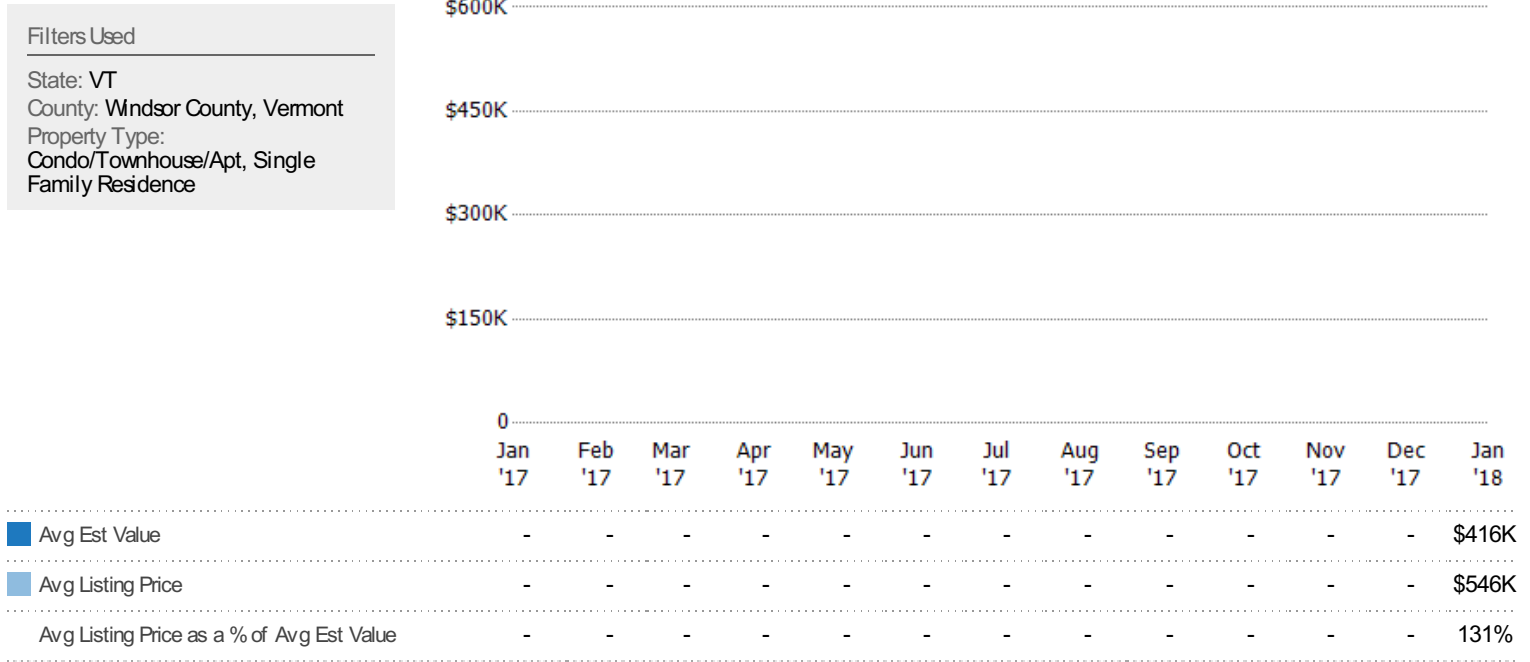 Filters Used
State: VT
County: Windsor County, Vermont
Property Type:
Condo/Townhouse/Apt, Single
Family Residence
$600K
$450K
$300K
$150K
0
Jan Feb Mar Apr May Jun Jul Aug Sep Oct Nov Dec Jan
'17 '17 '17 '17 '17 '17 '17 '17 '17 '17 '17 '17 '18
Avg Est Value - - - - - - - - - - - - $416K
Avg Listing Price - - - - - - - - - - - - $546K
Avg Listing Price as a % of Avg Est Value - - - - - - - - - - - - 131%